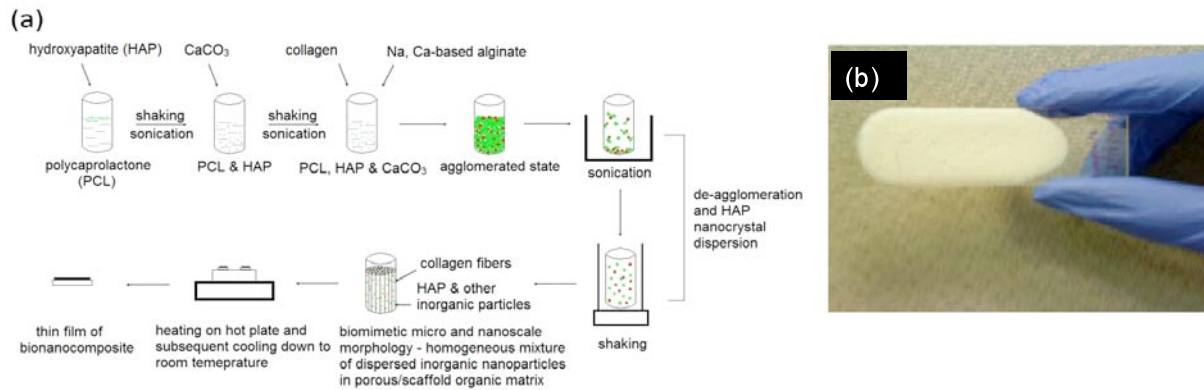 (a)
hydroxyapatite (HAP)
CaCO₃
collagen
Na, Ca-based alginate
shaking
sonication
shaking
sonication
polycaprolactone
(PCL)
PCL & HAP
PCL, HAP & CaCO₃
agglomerated state
sonication
de-agglomeration
and HAP
nanocrystal
dispersion
shaking
collagen fibers
HAP & other
inorganic particles
biomimetic micro and nanoscale
morphology - homogeneous mixture
of dispersed inorganic nanoparticles
in porous/scaffold organic matrix
heating on hot plate and
subsequent cooling down to
room temeprature
thin film of
bionanocomposite
(b)